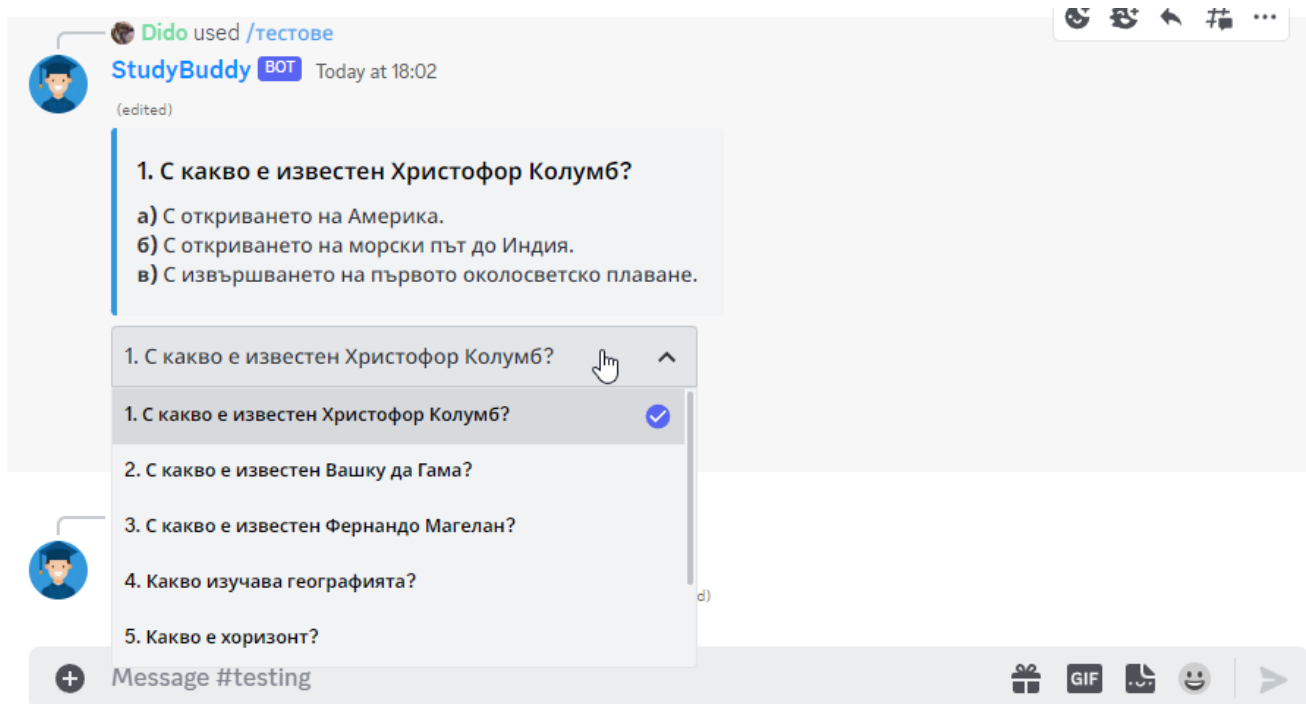 Dido used /тестове
StudyBuddy BOT Today at 18:02
(edited)
1. С какво е известен Христофор Колумб?
а) С откриването на Америка.
б) С откриването на морски път до Индия.
в) С извършването на първото околосветско плаване.
1. С какво е известен Христофор Колумб?
1. С какво е известен Христофор Колумб?
2. С какво е известен Вашку да Гама?
3. С какво е известен Фернандо Магелан?
4. Какво изучава географията?
5. Какво е хоризонт?
Message #testing
GIF